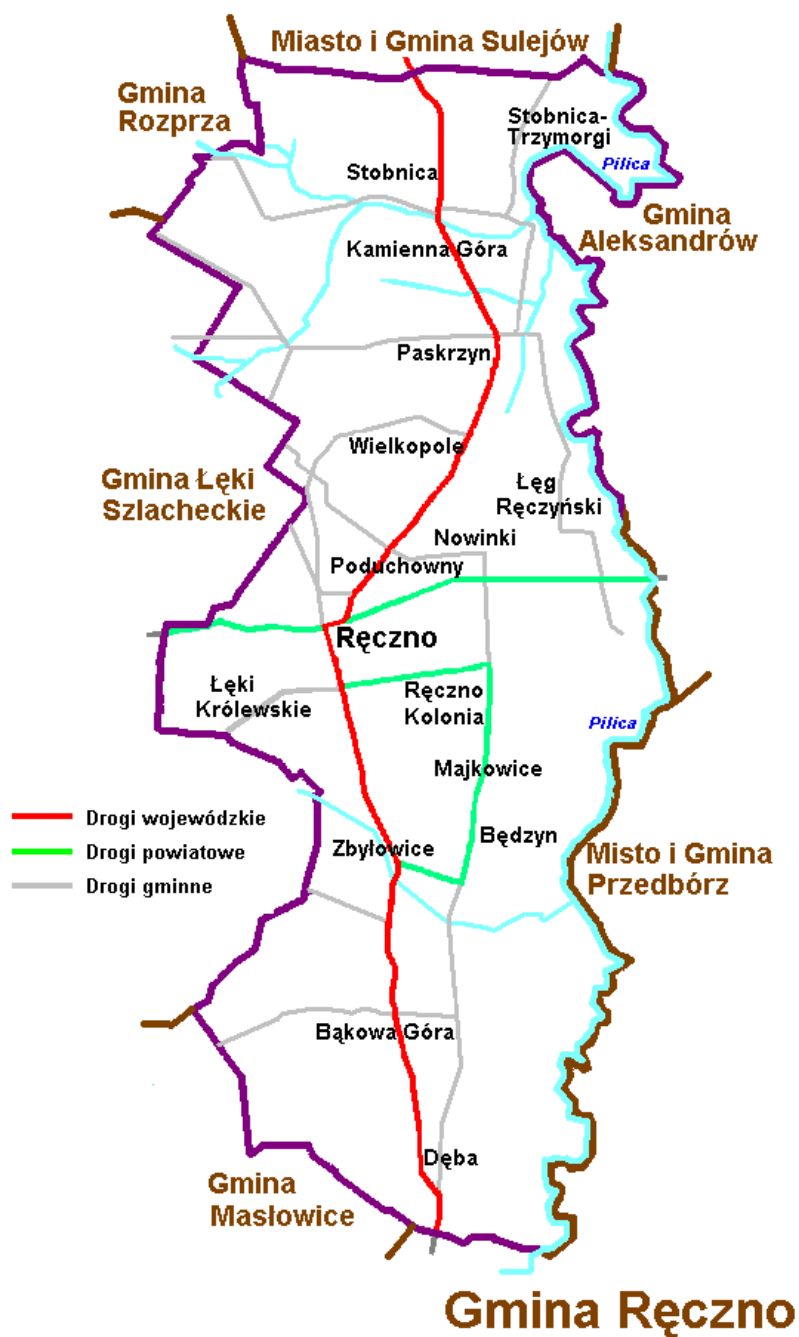 Miasto i Gmina Sulejów
Gmina
Rozprza
Stobnica-
Trzymorgi
Pilica
Stobnica
Gmina
Aleksandrów
Kamienna Góra
Paskrzyn
Wielkopole
Gmina Łęki
Szlacheckie
Łęg
Ręczyński
Nowinki
Poduchowny
Ręczno
Łęki
Królewskie
Ręczno
Kolonia
Pilica
Majkowice
Drogi wojewódzkie
Drogi powiatowe
Drogi gminne
Zbyłowice
Będzyn
Misto i Gmina
Przedbórz
Bąkowa Góra
Dęba
Gmina
Masłowice
Gmina Ręczno